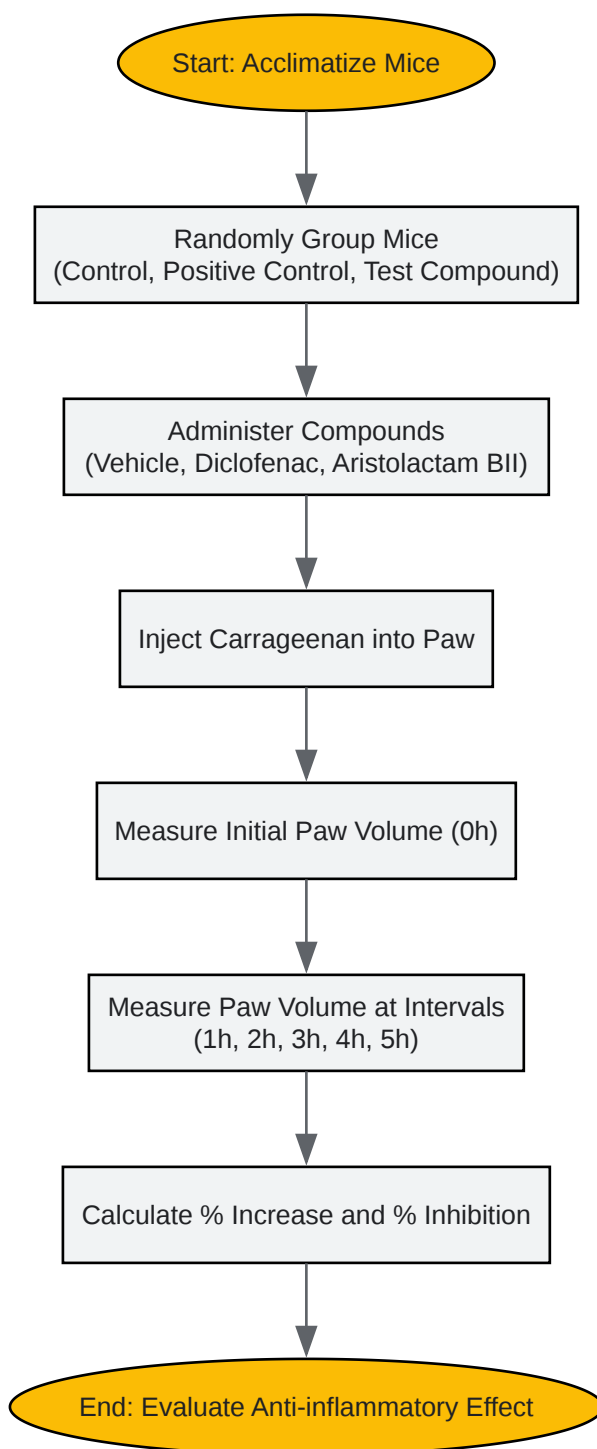 Start: Acclimatize Mice
Randomly Group Mice
(Control, Positive Control, Test Compound)
Administer Compounds
(Vehicle, Diclofenac, Aristolactam BII)
Inject Carrageenan into Paw
Measure Initial Paw Volume (0h)
Measure Paw Volume at Intervals
(1h, 2h, 3h, 4h, 5h)
Calculate % Increase and % Inhibition
End: Evaluate Anti-inflammatory Effect